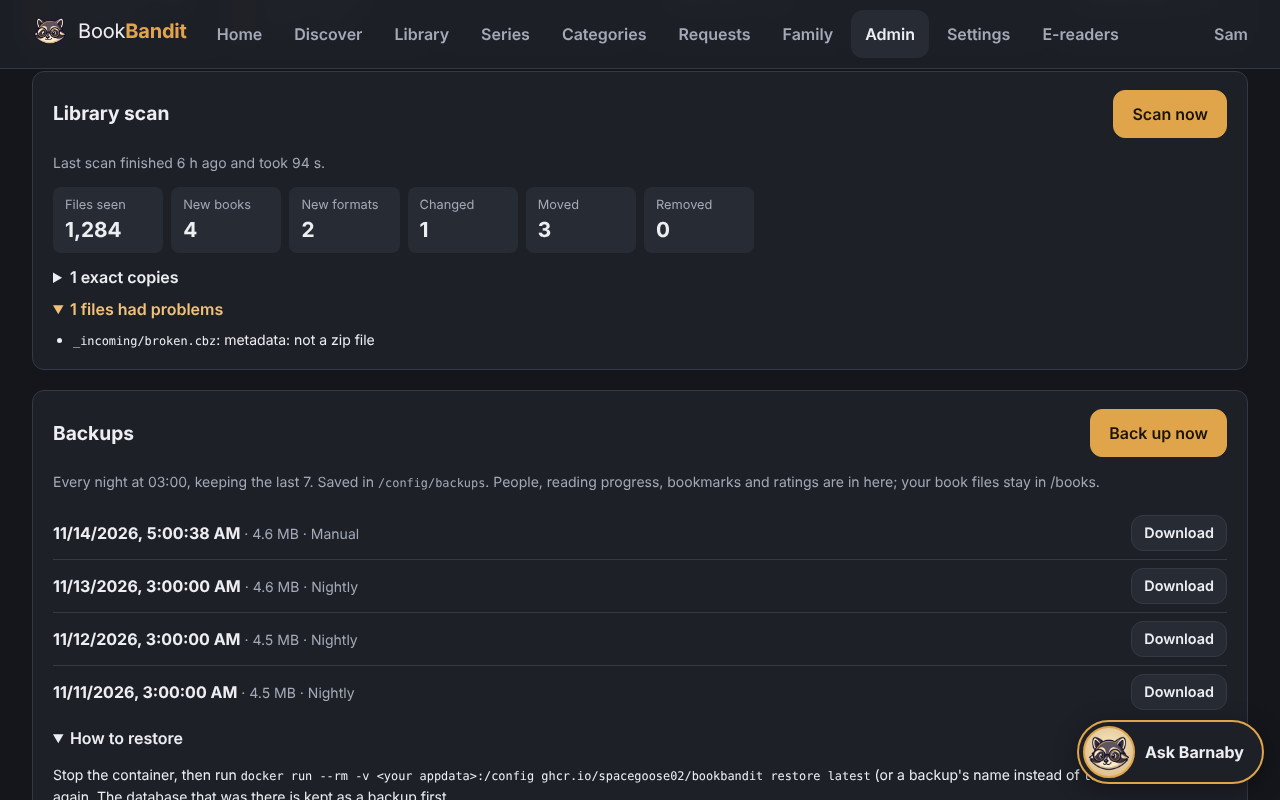 BookBandit Home Discover Library Series Categories Requests Family Admin Settings E-readers Sam
Library scan
Scan now
Last scan finished 6 h ago and took 94 s.
Files seen New books New formats Changed Moved Removed
1,284 4 2 1 3 0
▶ 1 exact copies
▼ 1 files had problems
• _incoming/broken.cbz: metadata: not a zip file
Backups
Back up now
Every night at 03:00, keeping the last 7. Saved in /config/backups. People, reading progress, bookmarks and ratings are in here; your book files stay in /books.
11/14/2026, 5:00:38 AM · 4.6 MB · Manual Download
11/13/2026, 3:00:00 AM · 4.6 MB · Nightly Download
11/12/2026, 3:00:00 AM · 4.5 MB · Nightly Download
11/11/2026, 3:00:00 AM · 4.5 MB · Nightly Download
▼ How to restore
Ask Barnaby
Stop the container, then run docker run --rm -v <your appdata>:/config ghcr.io/spacegoose02/bookbandit restore latest (or a backup's name instead of
again. The database that was there is kept as a backup first